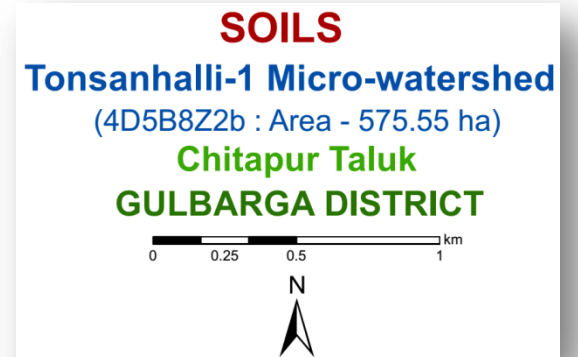 SOILS
Tonsanhalli-1 Micro-watershed
(4D5B8Z2b : Area - 575.55 ha)
Chitapur Taluk
GULBARGA DISTRICT
km
0 0.25 0.5 1
N